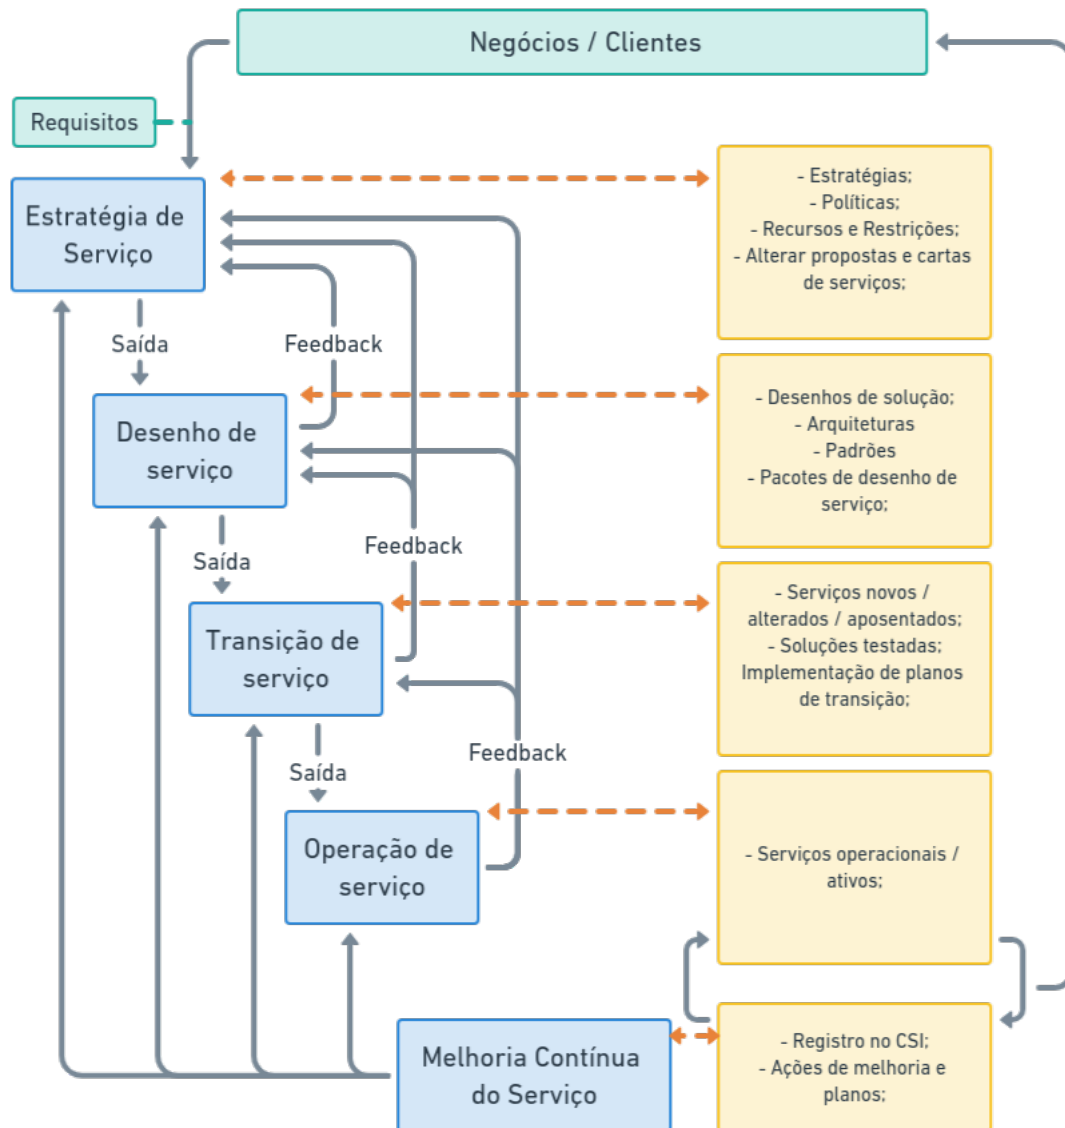 Negócios / Clientes
Requisitos
Estratégia de
Serviço
- Estratégias;
- Políticas;
- Recursos e Restrições;
- Alterar propostas e cartas
de serviços;
Saída
Feedback
Desenho de
serviço
- Desenhos de solução;
- Arquiteturas
- Padrões
- Pacotes de desenho de
serviço;
Saída
Feedback
Transição de
serviço
- Serviços novos /
alterados / aposentados;
- Soluções testadas;
Implementação de planos
de transição;
Saída
Feedback
Operação de
serviço
- Serviços operacionais /
ativos;
Melhoria Contínua
do Serviço
- Registro no CSI;
- Ações de melhoria e
planos;